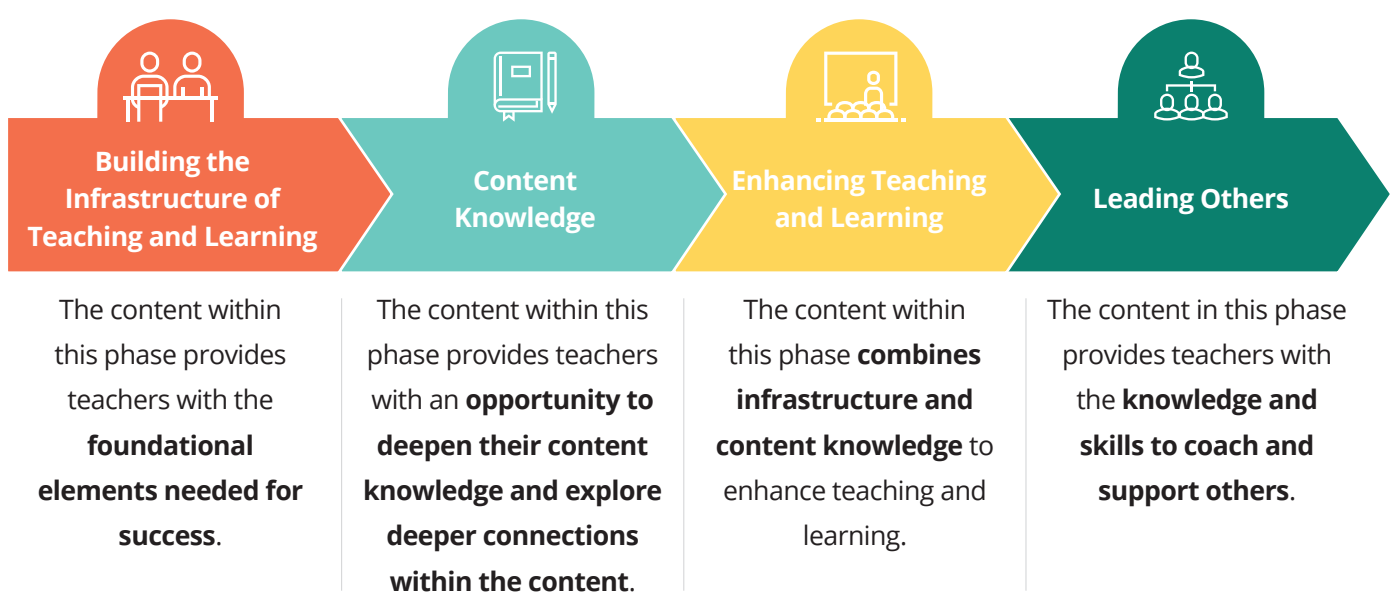 Building the
Infrastructure of
Teaching and Learning
The content within
this phase provides
teachers with the
foundational
elements needed for
success.
Content
Knowledge
The content within this
phase provides teachers
with an opportunity to
deepen their content
knowledge and explore
deeper connections
within the content.
Enhancing Teaching
and Learning
The content within
this phase combines
infrastructure and
content knowledge to
enhance teaching and
learning.
Leading Others
The content in this phase
provides teachers with
the knowledge and
skills to coach and
support others.